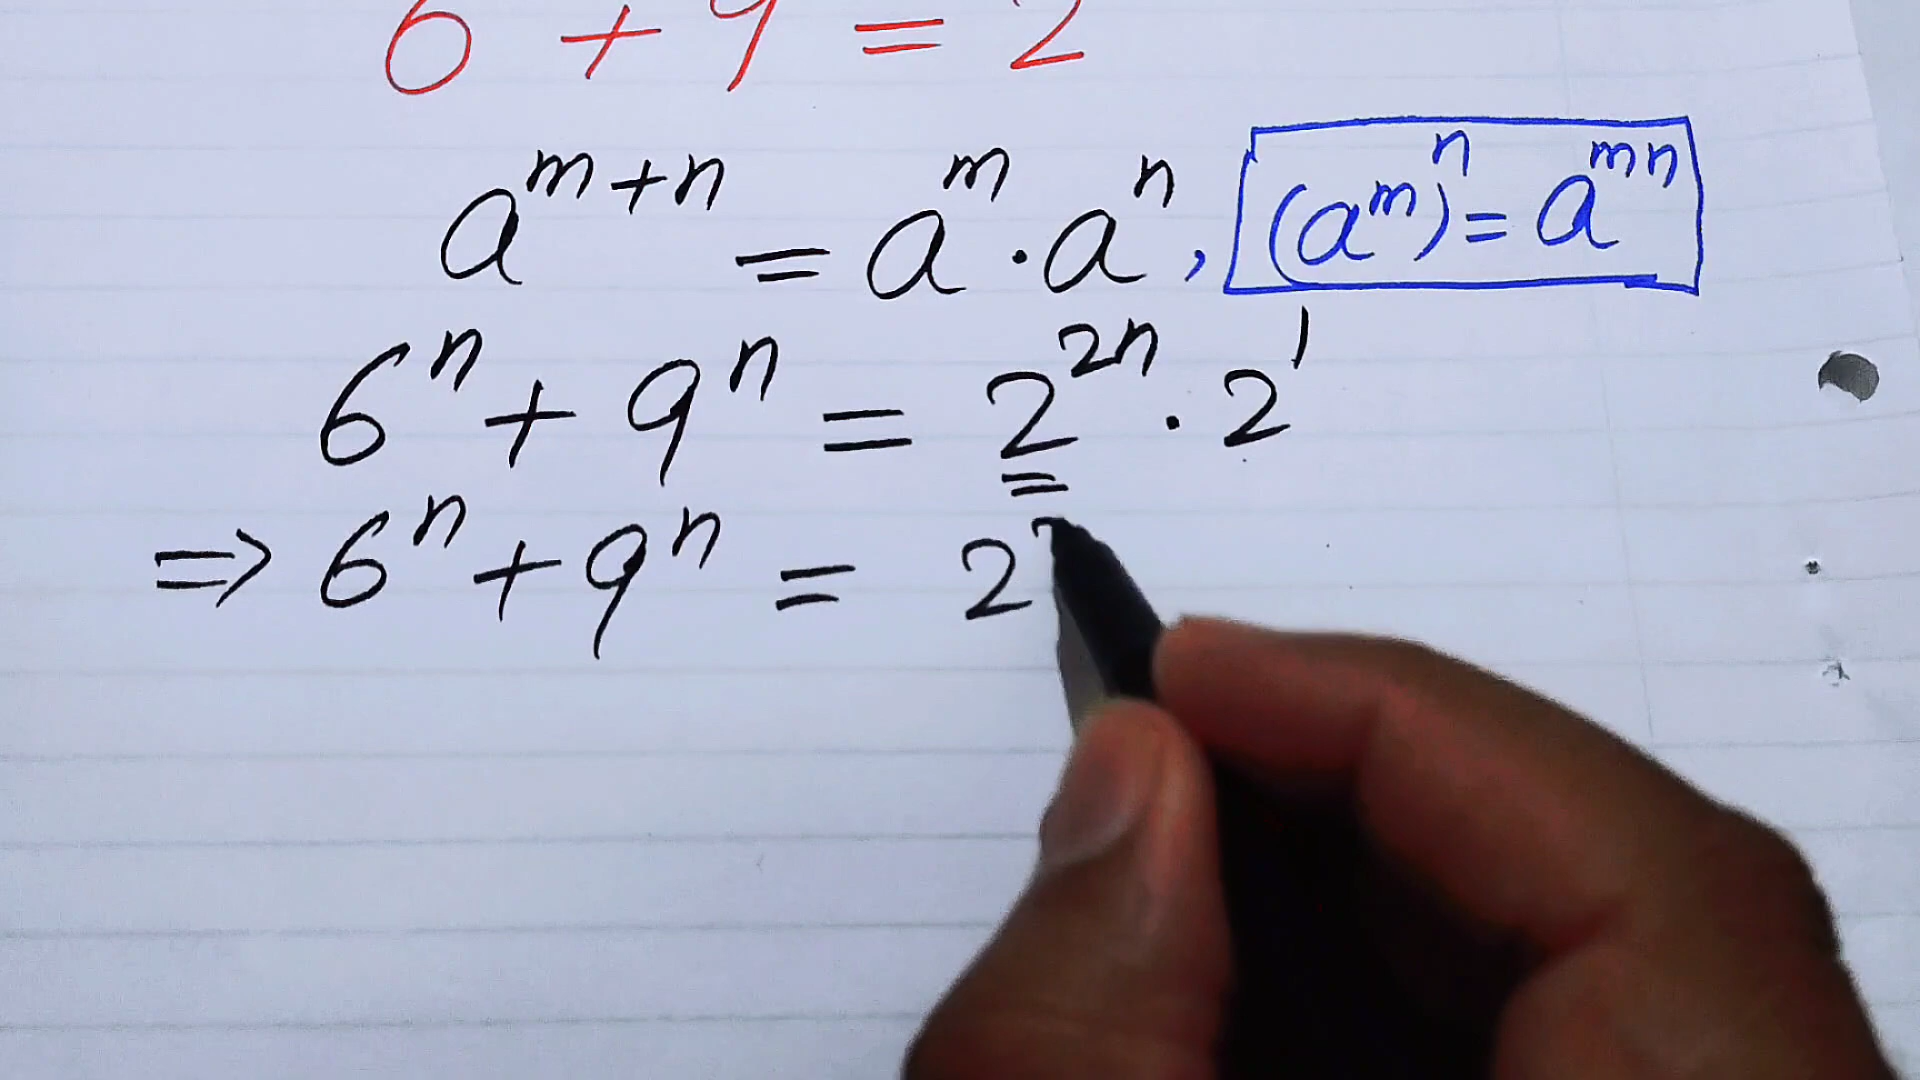 6 + 9 = 2
a^{m+n} = a^m · a^n, (a^m)^n = a^{mn}
6^n + 9^n = 2^{2n} · 2^1
⇒ 6^n + 9^n = 2